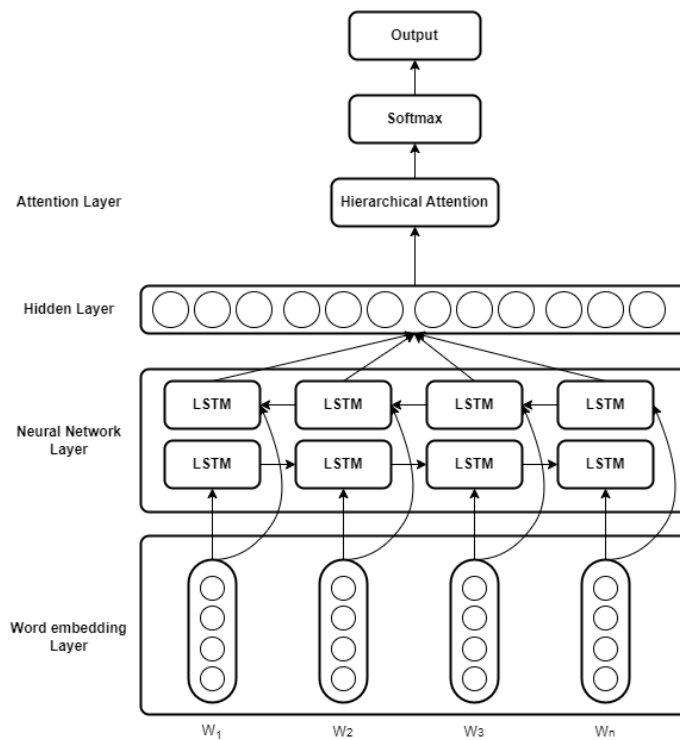 Output
Softmax
Attention Layer
Hierarchical Attention
Hidden Layer
LSTM LSTM LSTM LSTM
Neural Network
Layer
LSTM LSTM LSTM LSTM
Word embedding
Layer
W1 W2 W3 Wn